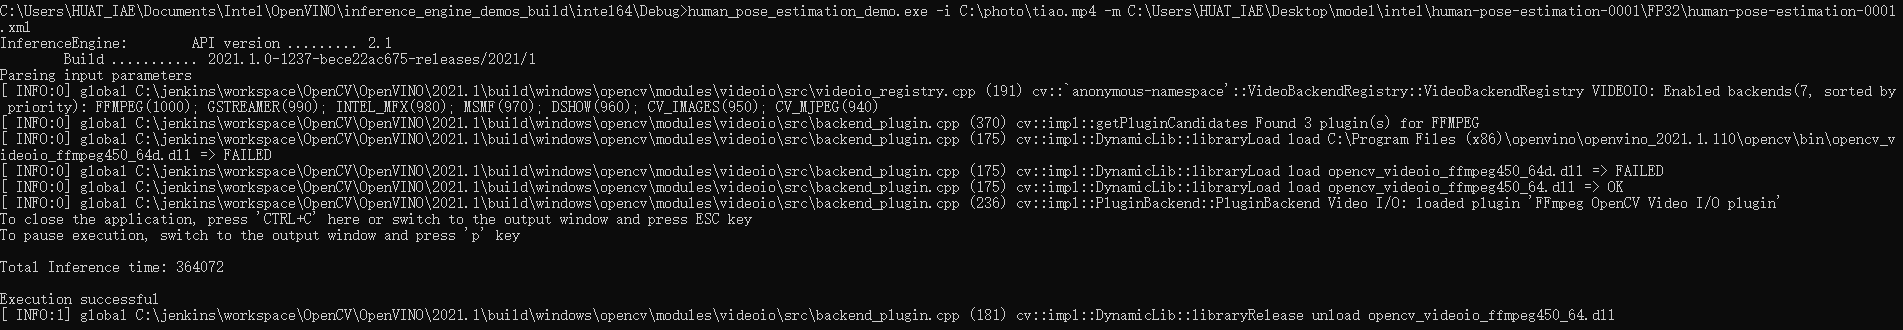 C:\Users\HUAT_IAE\Documents\Intel\OpenVINO\inference_engine_demos_build\intel64\Debug>human_pose_estimation_demo.exe -i C:\photo\tiao.mp4 -m C:\Users\HUAT_IAE\Desktop\model\intel\human-pose-estimation-0001\FP32\human-pose-estimation-0001
.xml
InferenceEngine:        API version ......... 2.1
        Build ........... 2021.1.0-1237-bece22ac675-releases/2021/1
Parsing input parameters
[ INFO:0] global C:\jenkins\workspace\OpenCV\OpenVINO\2021.1\build\windows\opencv\modules\videoio\src\videoio_registry.cpp (191) cv::`anonymous-namespace'::VideoBackendRegistry::VideoBackendRegistry VIDEOIO: Enabled backends(7, sorted by
 priority): FFMPEG(1000); GSTREAMER(990); INTEL_MFX(980); MSMF(970); DSHOW(960); CV_IMAGES(950); CV_MJPEG(940)
[ INFO:0] global C:\jenkins\workspace\OpenCV\OpenVINO\2021.1\build\windows\opencv\modules\videoio\src\backend_plugin.cpp (370) cv::impl::getPluginCandidates Found 3 plugin(s) for FFMPEG
[ INFO:0] global C:\jenkins\workspace\OpenCV\OpenVINO\2021.1\build\windows\opencv\modules\videoio\src\backend_plugin.cpp (175) cv::impl::DynamicLib::libraryLoad load C:\Program Files (x86)\openvino\openvino_2021.1.110\opencv\bin\opencv_v
ideoio_ffmpeg450_64d.dll => FAILED
[ INFO:0] global C:\jenkins\workspace\OpenCV\OpenVINO\2021.1\build\windows\opencv\modules\videoio\src\backend_plugin.cpp (175) cv::impl::DynamicLib::libraryLoad load opencv_videoio_ffmpeg450_64d.dll => FAILED
[ INFO:0] global C:\jenkins\workspace\OpenCV\OpenVINO\2021.1\build\windows\opencv\modules\videoio\src\backend_plugin.cpp (175) cv::impl::DynamicLib::libraryLoad load opencv_videoio_ffmpeg450_64.dll => OK
[ INFO:0] global C:\jenkins\workspace\OpenCV\OpenVINO\2021.1\build\windows\opencv\modules\videoio\src\backend_plugin.cpp (236) cv::impl::PluginBackend::PluginBackend Video I/O: loaded plugin 'FFmpeg OpenCV Video I/O plugin'
To close the application, press 'CTRL+C' here or switch to the output window and press ESC key
To pause execution, switch to the output window and press 'p' key
Total Inference time: 364072
Execution successful
[ INFO:1] global C:\jenkins\workspace\OpenCV\OpenVINO\2021.1\build\windows\opencv\modules\videoio\src\backend_plugin.cpp (181) cv::impl::DynamicLib::libraryRelease unload opencv_videoio_ffmpeg450_64.dll